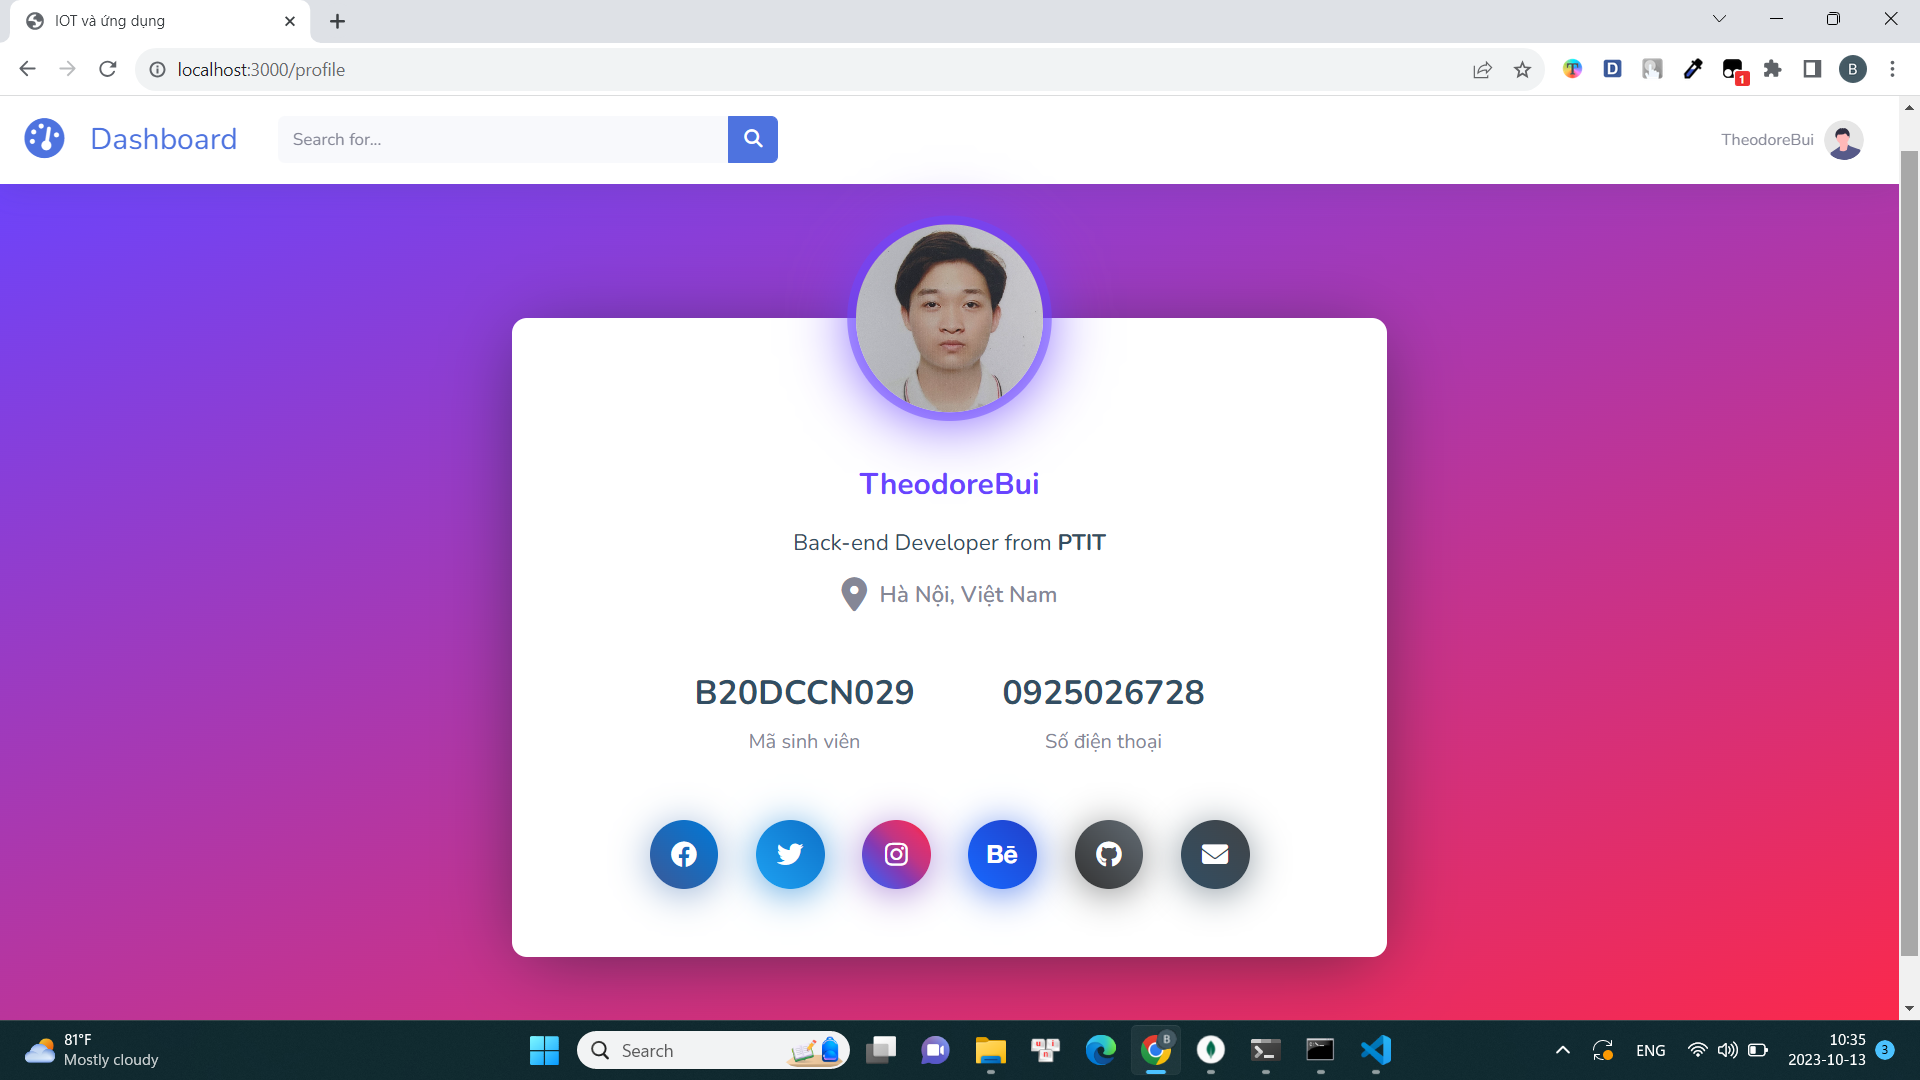 IOT và ứng dụng
localhost:3000/profile
D
1
B
Dashboard
Search for...
TheodoreBui
TheodoreBui
Back-end Developer from PTIT
Hà Nội, Việt Nam
B20DCCN029
0925026728
Mã sinh viên
Số điện thoại
Bē
81°F
Mostly cloudy
Search
B
ENG
10:35
2023-10-13
3